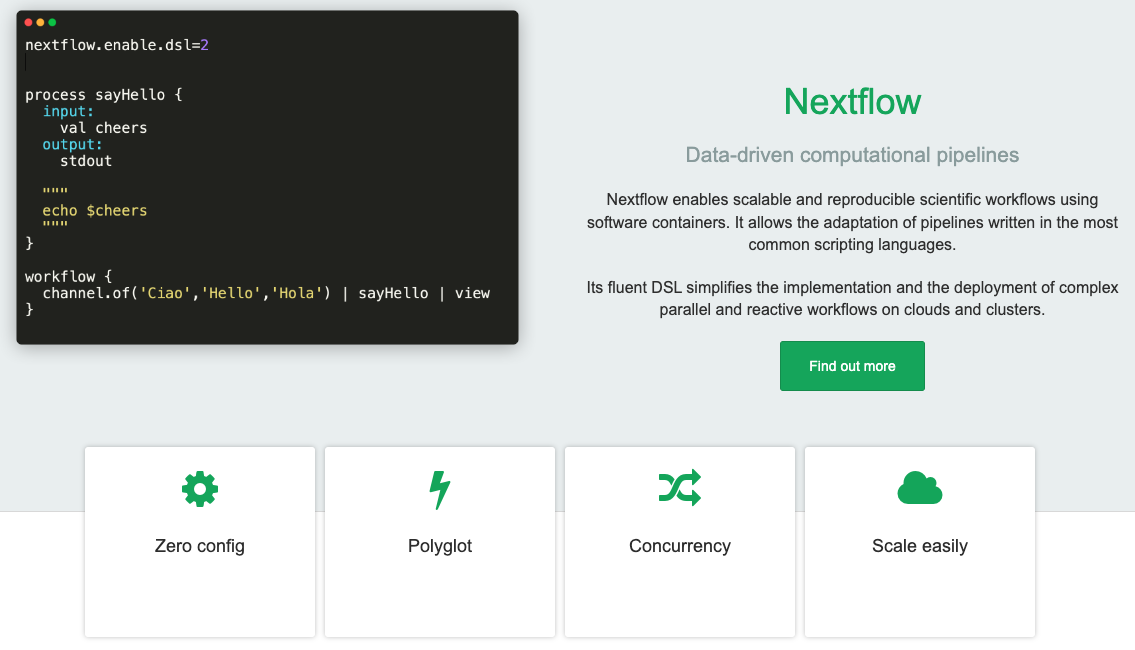 nextflow.enable.dsl=2
process sayHello {
  input:
    val cheers
  output:
    stdout
  """
  echo $cheers
  """
}
workflow {
  channel.of('Ciao','Hello','Hola') | sayHello | view
}
Nextflow
Data-driven computational pipelines
Nextflow enables scalable and reproducible scientific workflows using
software containers. It allows the adaptation of pipelines written in the most
common scripting languages.
Its fluent DSL simplifies the implementation and the deployment of complex
parallel and reactive workflows on clouds and clusters.
Find out more
Zero config
Polyglot
Concurrency
Scale easily